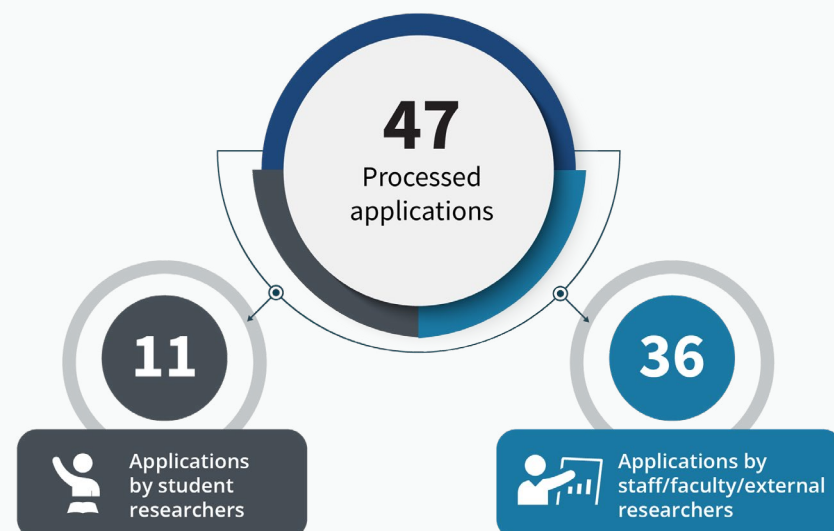 47
Processed
applications
11
Applications
by student
researchers
36
Applications by
staff/faculty/external
researchers